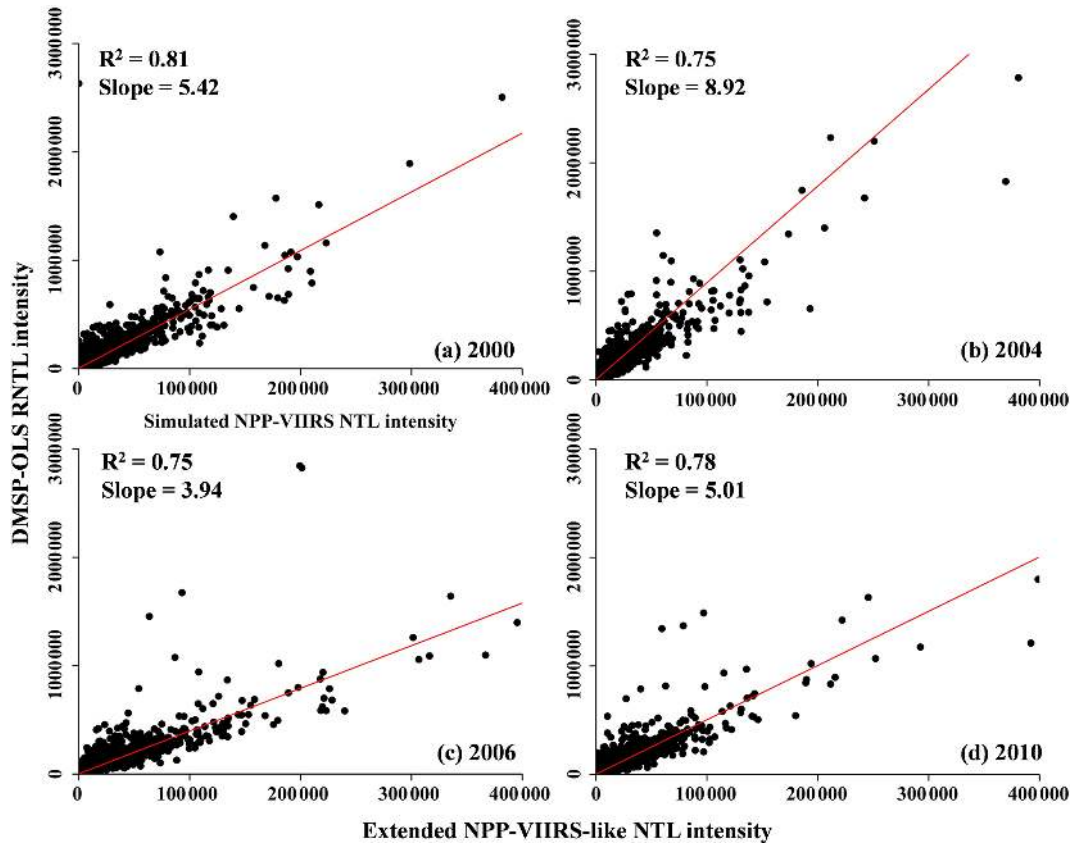 R² = 0.81
Slope = 5.42
(a) 2000
0 1000000 2000000 3000000
0 100000 200000 300000 400000
Simulated NPP-VIIRS NTL intensity
R² = 0.75
Slope = 8.92
(b) 2004
0 1000000 2000000 3000000
0 100000 200000 300000 400000
DMSP-OLS RNTL intensity
R² = 0.75
Slope = 3.94
(c) 2006
0 1000000 2000000 3000000
0 100000 200000 300000 400000
R² = 0.78
Slope = 5.01
(d) 2010
0 1000000 2000000 3000000
0 100000 200000 300000 400000
Extended NPP-VIIRS-like NTL intensity